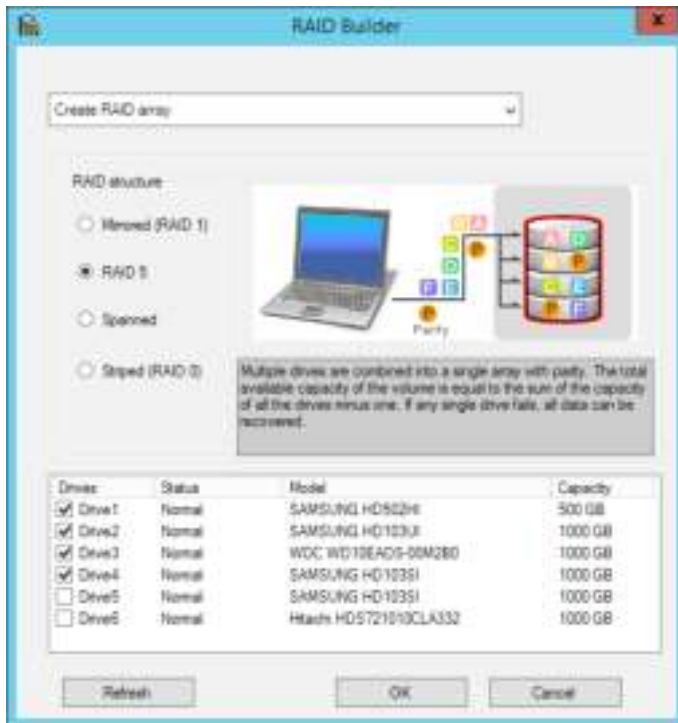 RAID Builder
x
Create RAID array
RAID structure
Mirrored (RAID 1)
RAID 5
Spanned
Striped (RAID 0)
Parity
P
Multiple drives are combined into a single array with parity. The total
available capacity of the volume is equal to the sum of the capacity
of all the drives minus one. If any single drive fails, all data can be
recovered.
Drives Status Model Capacity
Drive1 Normal SAMSUNG HD502HI 500 GB
Drive2 Normal SAMSUNG HD103UI 1000 GB
Drive3 Normal WDC WD10EADS-00M2B0 1000 GB
Drive4 Normal SAMSUNG HD103SI 1000 GB
Drive5 Normal SAMSUNG HD103SI 1000 GB
Drive6 Normal Hitachi HDS721010CLA332 1000 GB
Refresh OK Cancel